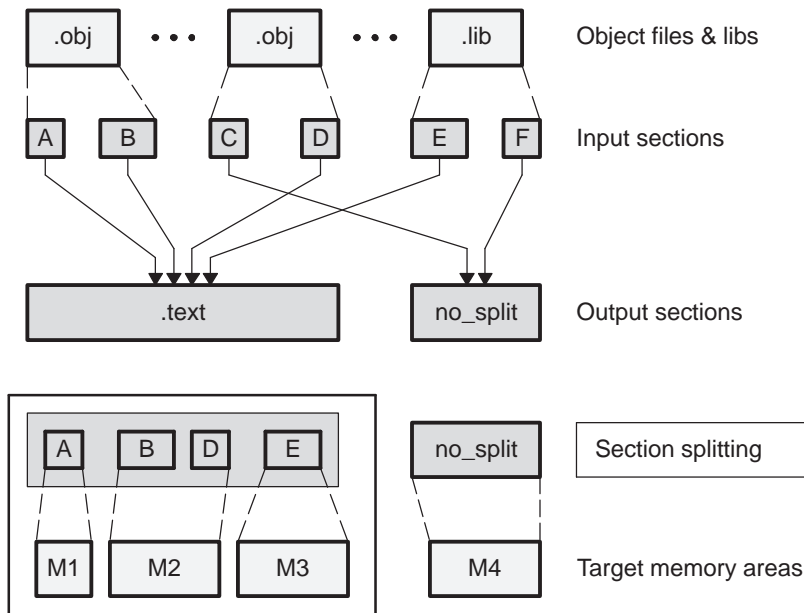 .obj • • • .obj • • • .lib Object files & libs
A B C D E F Input sections
.text no_split Output sections
A B D E no_split Section splitting
M1 M2 M3 M4 Target memory areas